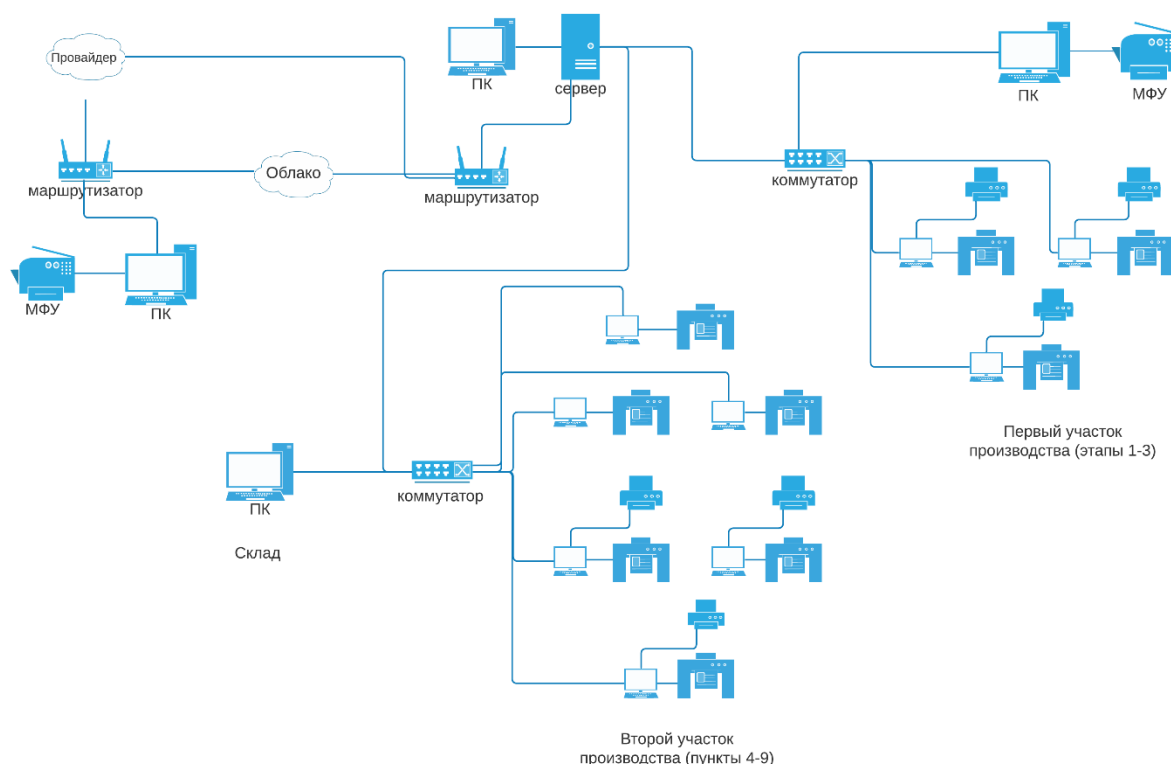 Провайдер
ПК
сервер
ПК
МФУ
маршрутизатор
Облако
маршрутизатор
коммутатор
МФУ
ПК
Первый участок
производства (этапы 1-3)
ПК
коммутатор
Склад
Второй участок
производства (пункты 4-9)